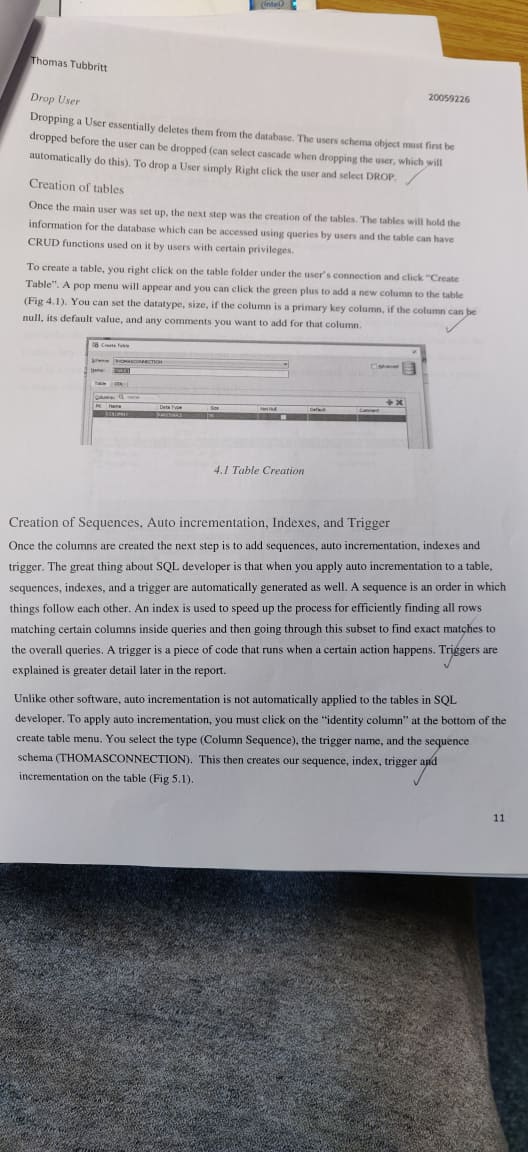 (intel)
Thomas Tubbritt
20059226
Drop User
Dropping a User essentially deletes them from the database. The users schema object must first be
dropped before the user can be dropped (can select cascade when dropping the user, which will
automatically do this). To drop a User simply Right click the user and select DROP.
Creation of tables
Once the main user was set up, the next step was the creation of the tables. The tables will hold the
information for the database which can be accessed using queries by users and the table can have
CRUD functions used on it by users with certain privileges.
To create a table, you right click on the table folder under the user's connection and click "Create
Table". A pop menu will appear and you can click the green plus to add a new column to the table
(Fig 4.1). You can set the datatype, size, if the column is a primary key column, if the column can be
null, its default value, and any comments you want to add for that column.
Create Table
Schema: THOMASCONNECTION
Name: TABLE1
Advanced
Table DDL
Columns: Name
PK Name Data Type Size Not Null Default Comment
COLUMN1 VARCHAR2
4.1 Table Creation
Creation of Sequences, Auto incrementation, Indexes, and Trigger
Once the columns are created the next step is to add sequences, auto incrementation, indexes and
trigger. The great thing about SQL developer is that when you apply auto incrementation to a table,
sequences, indexes, and a trigger are automatically generated as well. A sequence is an order in which
things follow each other. An index is used to speed up the process for efficiently finding all rows
matching certain columns inside queries and then going through this subset to find exact matches to
the overall queries. A trigger is a piece of code that runs when a certain action happens. Triggers are
explained is greater detail later in the report.
Unlike other software, auto incrementation is not automatically applied to the tables in SQL
developer. To apply auto incrementation, you must click on the "identity column" at the bottom of the
create table menu. You select the type (Column Sequence), the trigger name, and the sequence
schema (THOMASCONNECTION). This then creates our sequence, index, trigger and
incrementation on the table (Fig 5.1).
11